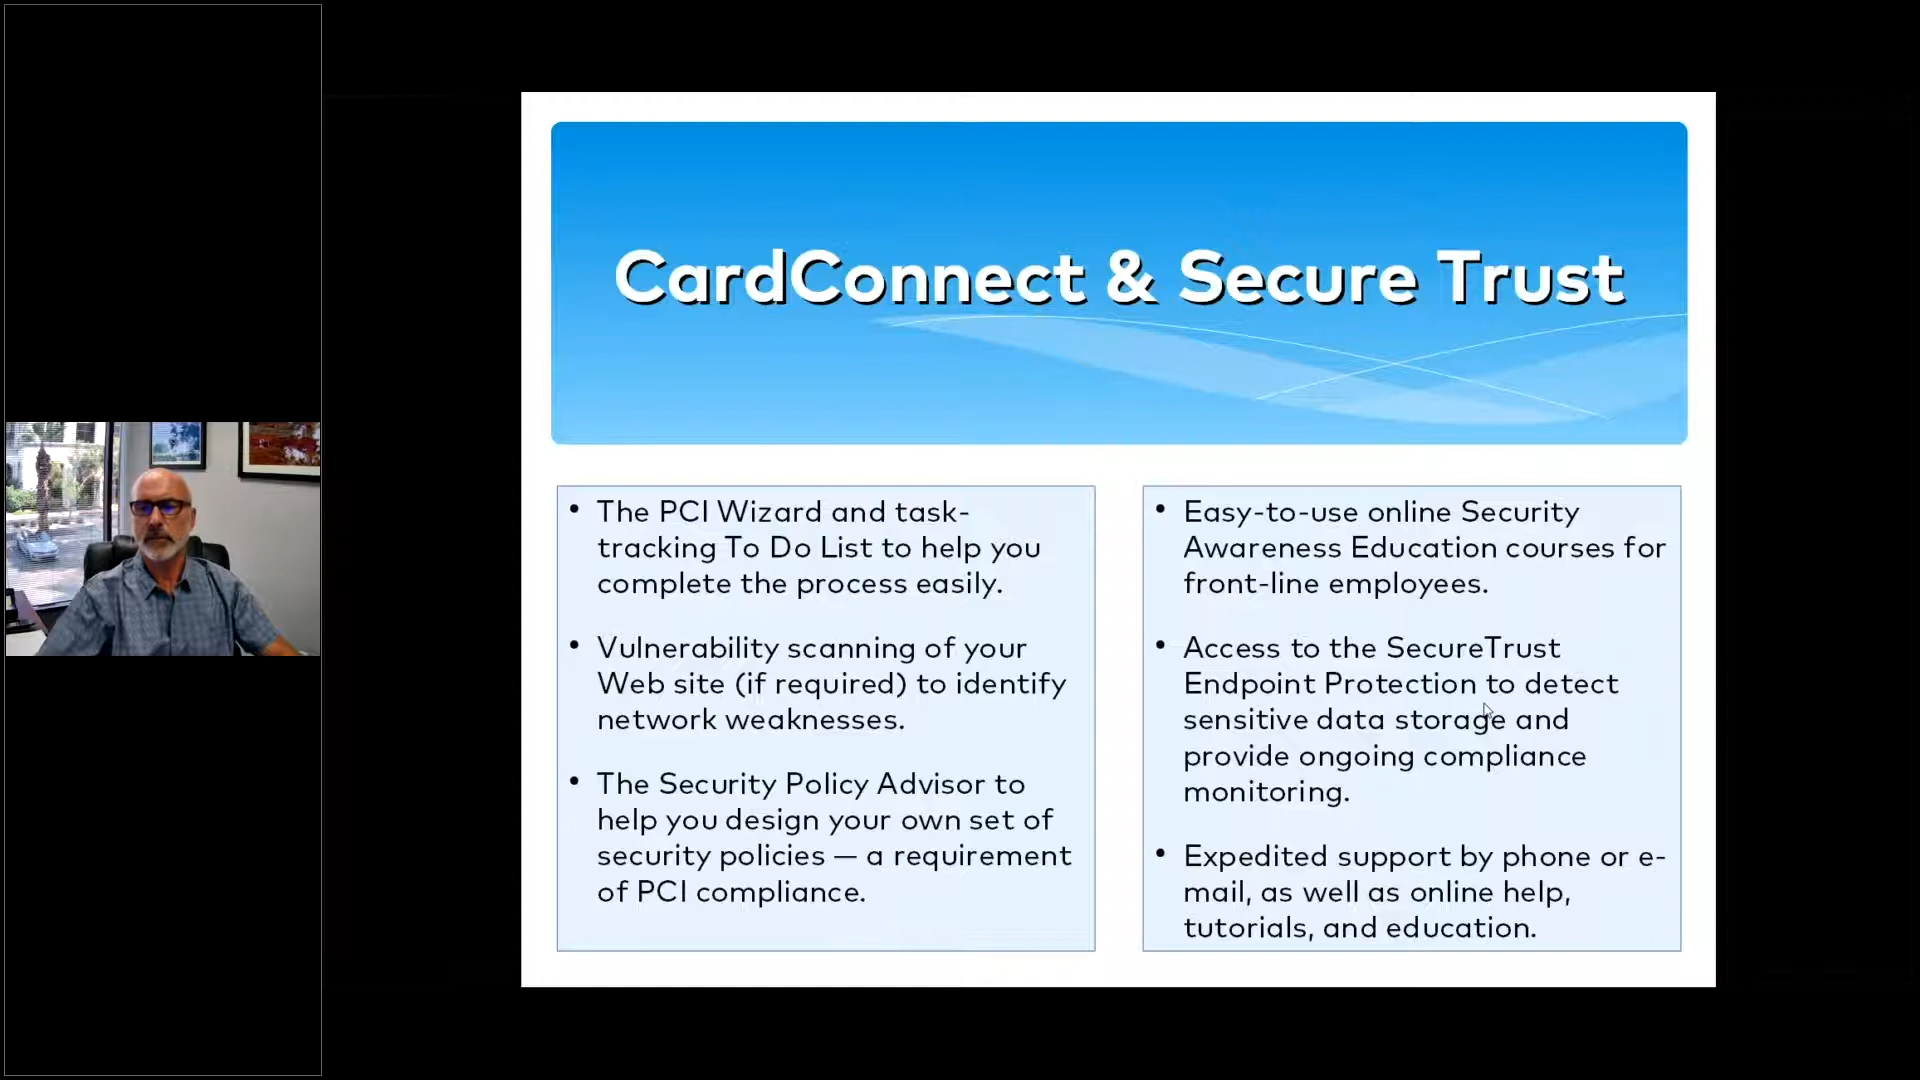 CardConnect & Secure Trust
• The PCI Wizard and task-
tracking To Do List to help you
complete the process easily.
• Vulnerability scanning of your
Web site (if required) to identify
network weaknesses.
• The Security Policy Advisor to
help you design your own set of
security policies — a requirement
of PCI compliance.
• Easy-to-use online Security
Awareness Education courses for
front-line employees.
• Access to the SecureTrust
Endpoint Protection to detect
sensitive data storage and
provide ongoing compliance
monitoring.
• Expedited support by phone or e-
mail, as well as online help,
tutorials, and education.